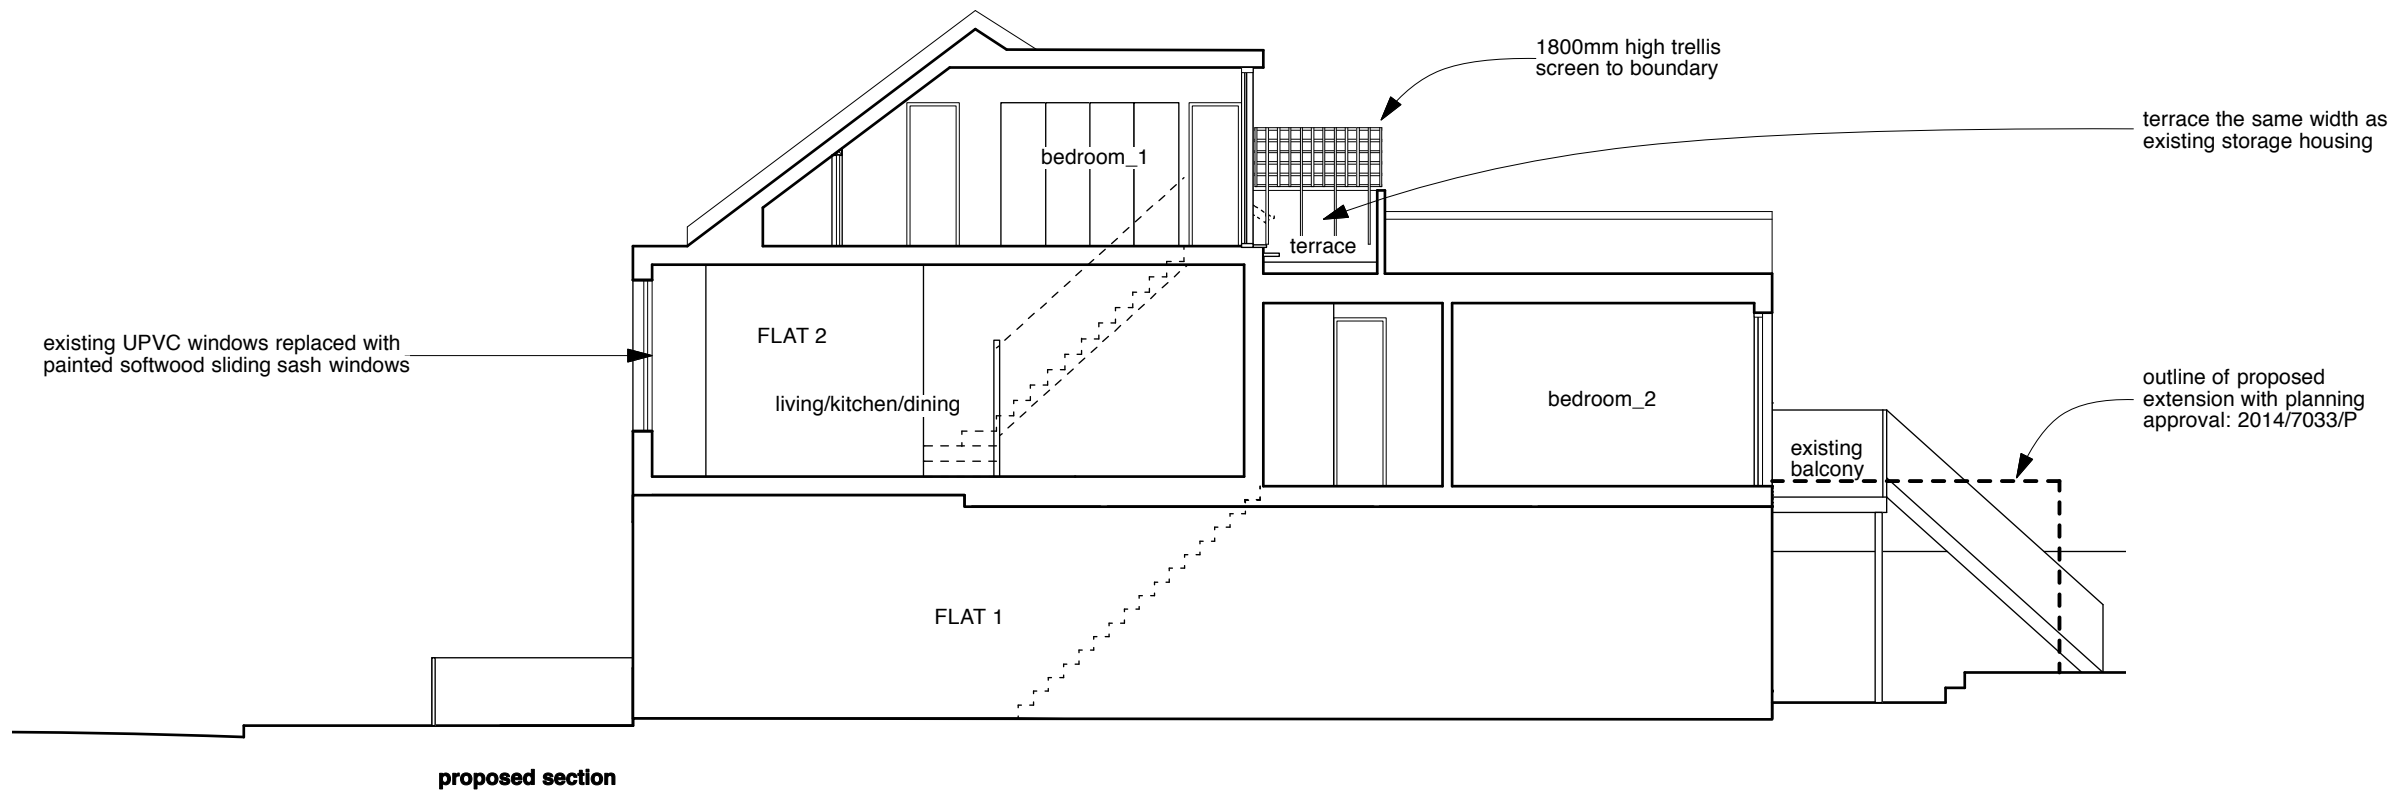 1800mm high trellis
screen to boundary
terrace the same width as
existing storage housing
bedroom_1
terrace
FLAT 2
existing UPVC windows replaced with
painted softwood sliding sash windows
living/kitchen/dining
bedroom_2
outline of proposed
extension with planning
approval: 2014/7033/P
existing
balcony
FLAT 1
proposed section